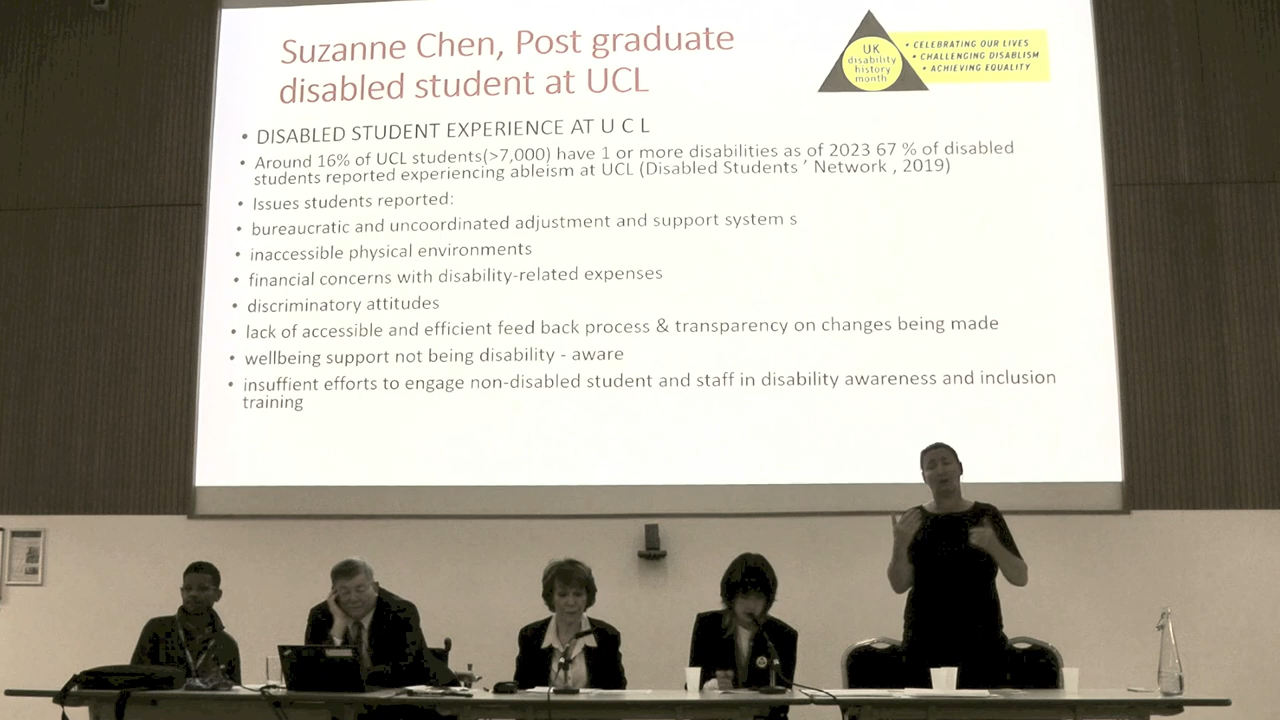 Suzanne Chen, Post graduate
disabled student at UCL
UK
disability
history
month
• CELEBRATING OUR LIVES
• CHALLENGING DISABLISM
• ACHIEVING EQUALITY
• DISABLED STUDENT EXPERIENCE AT U C L
• Around 16% of UCL students(>7,000) have 1 or more disabilities as of 2023 67 % of disabled
students reported experiencing ableism at UCL (Disabled Students ’ Network , 2019)
• Issues students reported:
• bureaucratic and uncoordinated adjustment and support system s
• inaccessible physical environments
• financial concerns with disability-related expenses
• discriminatory attitudes
• lack of accessible and efficient feed back process & transparency on changes being made
• wellbeing support not being disability - aware
• insuffient efforts to engage non-disabled student and staff in disability awareness and inclusion
training